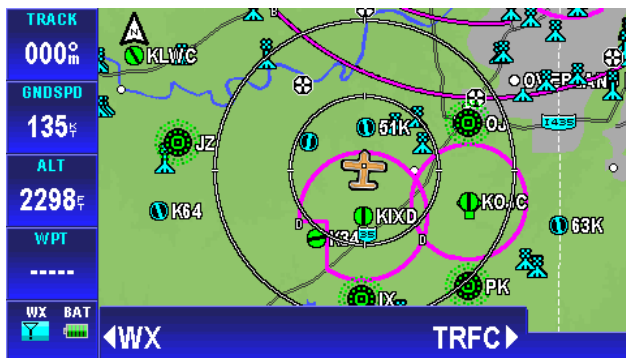 TRACK
000°m
GNDSPD
135KT
ALT
2298FT
WPT
-----
WX BAT
N
KLWC
B
I435
51K
OJ
JZ
K64
KIXD
KOJC
63K
D
35
D
IX
PK
◀WX
TRFC▶